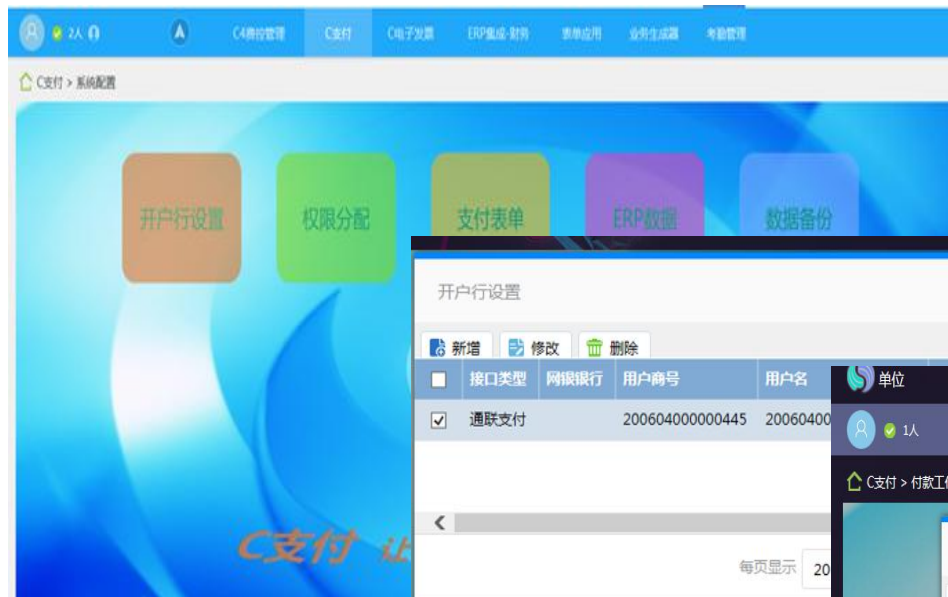 2人
C4费控管理 C支付 C电子发票 ERP集成-财务 表单应用 业务生成器 考勤管理
C支付 > 系统配置
开户行设置 权限分配 支付表单 ERP数据 数据备份
开户行设置
新增 修改 删除
接口类型 网银银行 用户商号 用户名
通联支付 200604000000445 20060400
单位
1人
C支付 > 付款工
C支付 让
每页显示 20